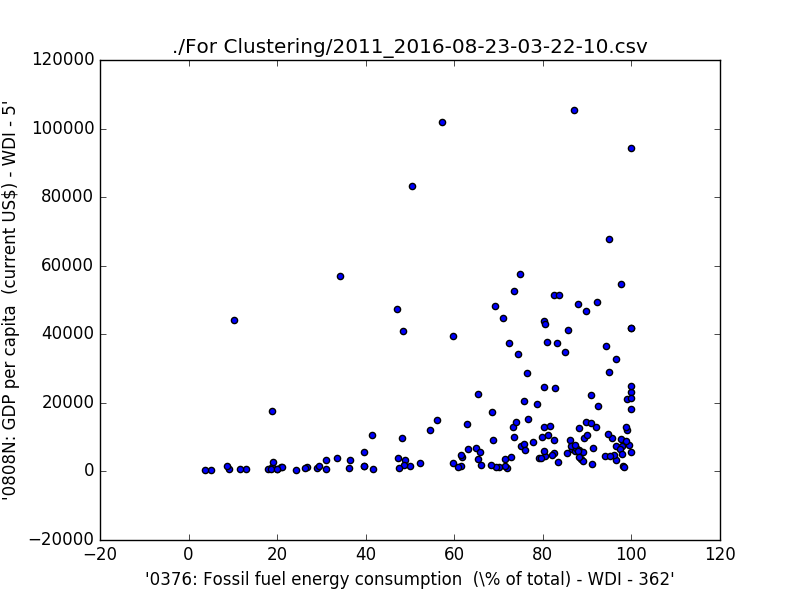 ./For Clustering/2011_2016-08-23-03-22-10.csv
120000
100000
80000
60000
40000
20000
0
−20000
'0808N: GDP per capita  (current US$) - WDI - 5'
−20 0 20 40 60 80 100 120
'0376: Fossil fuel energy consumption  (\% of total) - WDI - 362'